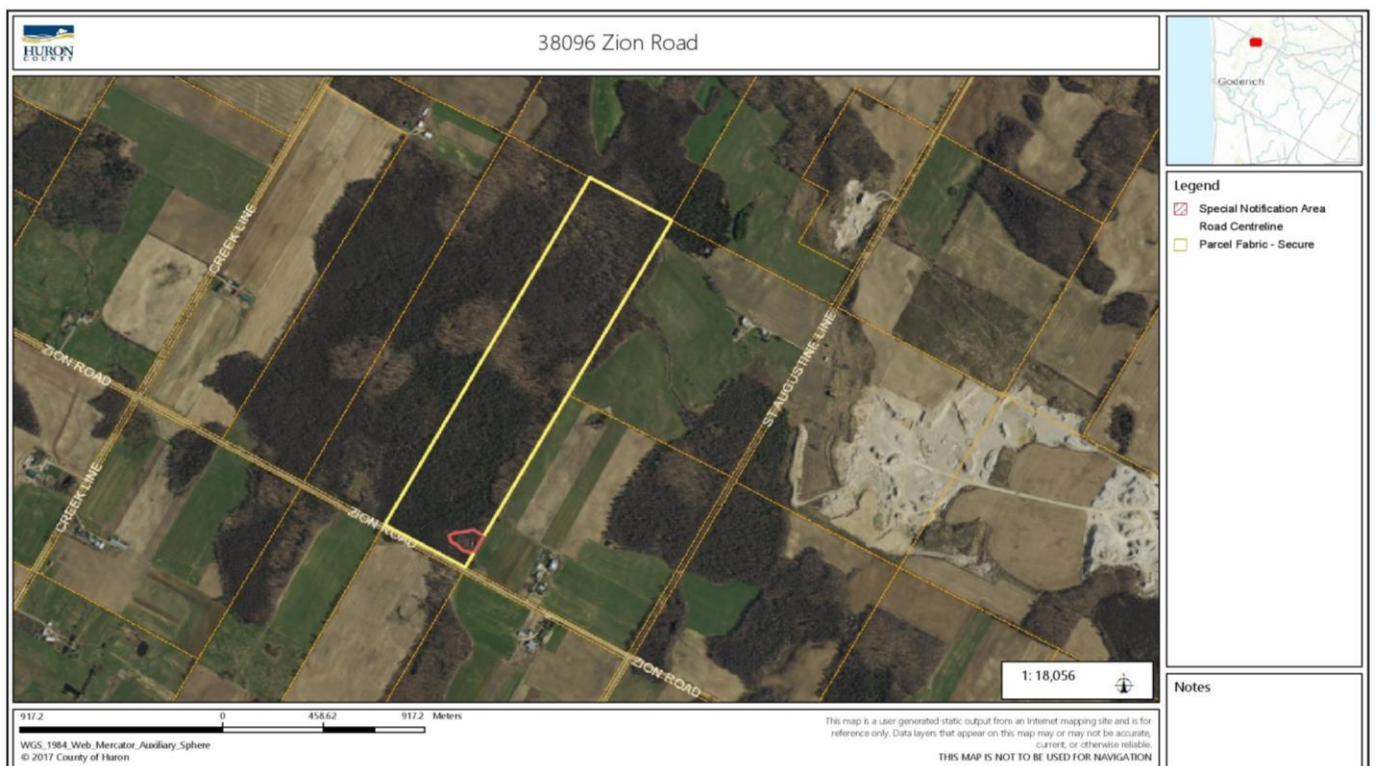 HURON
COUNTY
38096 Zion Road
Goderich
Legend
Special Notification Area
Road Centreline
Parcel Fabric - Secure
CREEK LINE
ZION ROAD
ST AUGUSTINE LINE
CREEK LINE
ZION ROAD
ZION ROAD
1: 18,056
Notes
917.2 0 458.62 917.2 Meters
WGS_1984_Web_Mercator_Auxiliary_Sphere
© 2017 County of Huron
This map is a user generated static output from an Internet mapping site and is for
reference only. Data layers that appear on this map may or may not be accurate,
current, or otherwise reliable.
THIS MAP IS NOT TO BE USED FOR NAVIGATION